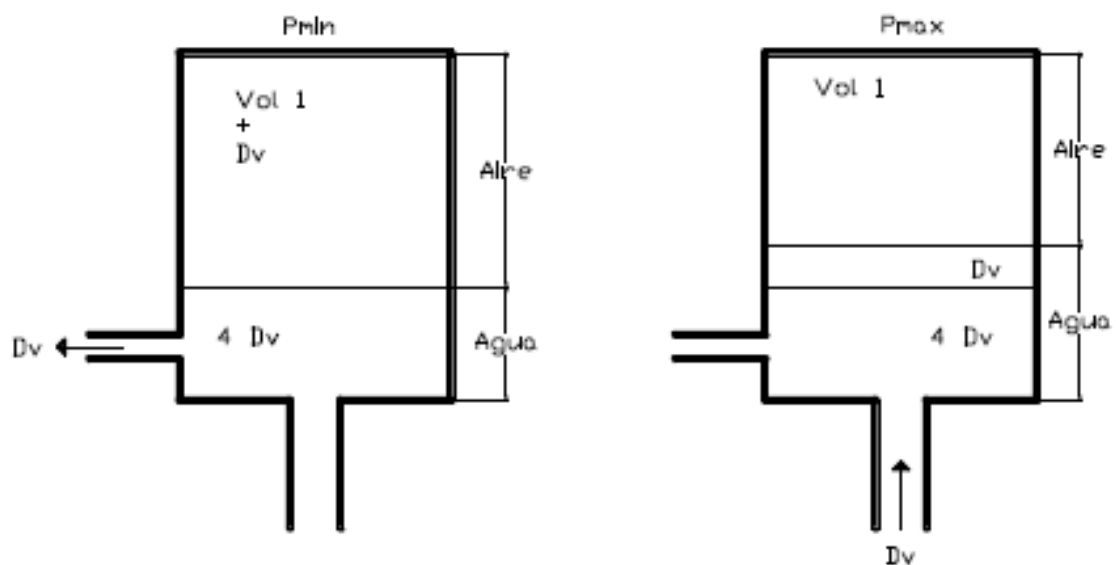 PmIn
Vol 1
+
Dv
AIre
4 Dv
Agua
Dv
Pmax
Vol 1
AIre
Dv
4 Dv
Agua
Dv